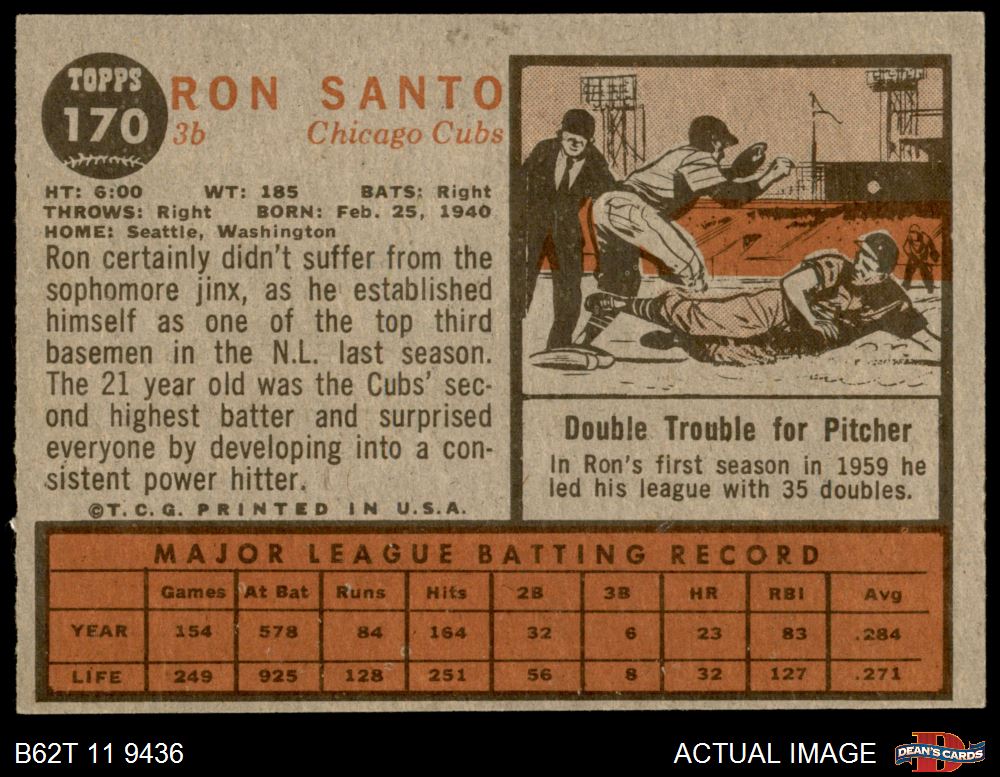 TOPPS
170
RON SANTO
3b Chicago Cubs
HT: 6:00 WT: 185 BATS: Right
THROWS: Right BORN: Feb. 25, 1940
HOME: Seattle, Washington
Ron certainly didn't suffer from the
sophomore jinx, as he established
himself as one of the top third
basemen in the N.L. last season.
The 21 year old was the Cubs' sec-
ond highest batter and surprised
everyone by developing into a con-
sistent power hitter.
©T.C.G. PRINTED IN U.S.A.
Double Trouble for Pitcher
In Ron's first season in 1959 he
led his league with 35 doubles.
MAJOR LEAGUE BATTING RECORD
Games At Bat Runs Hits 2B 3B HR RBI Avg
YEAR 154 578 84 164 32 6 23 83 .284
LIFE 249 925 128 251 56 8 32 127 .271
B62T 11 9436
ACTUAL IMAGE
D
DEAN'S CARDS